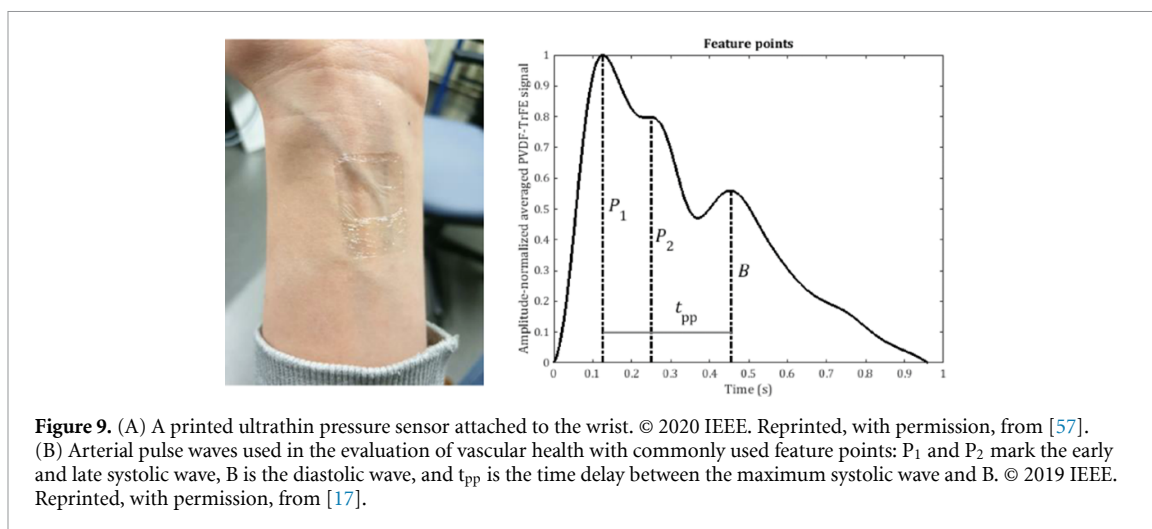 Feature points
Amplitude-normalized averaged PVDF-TrFE signal
1
0.9
0.8
0.7
0.6
0.5
0.4
0.3
0.2
0.1
0
P1
P2
B
tpp
0 0.1 0.2 0.3 0.4 0.5 0.6 0.7 0.8 0.9 1
Time (s)
Figure 9. (A) A printed ultrathin pressure sensor attached to the wrist. © 2020 IEEE. Reprinted, with permission, from [57].
(B) Arterial pulse waves used in the evaluation of vascular health with commonly used feature points: P1 and P2 mark the early
and late systolic wave, B is the diastolic wave, and tpp is the time delay between the maximum systolic wave and B. © 2019 IEEE.
Reprinted, with permission, from [17].